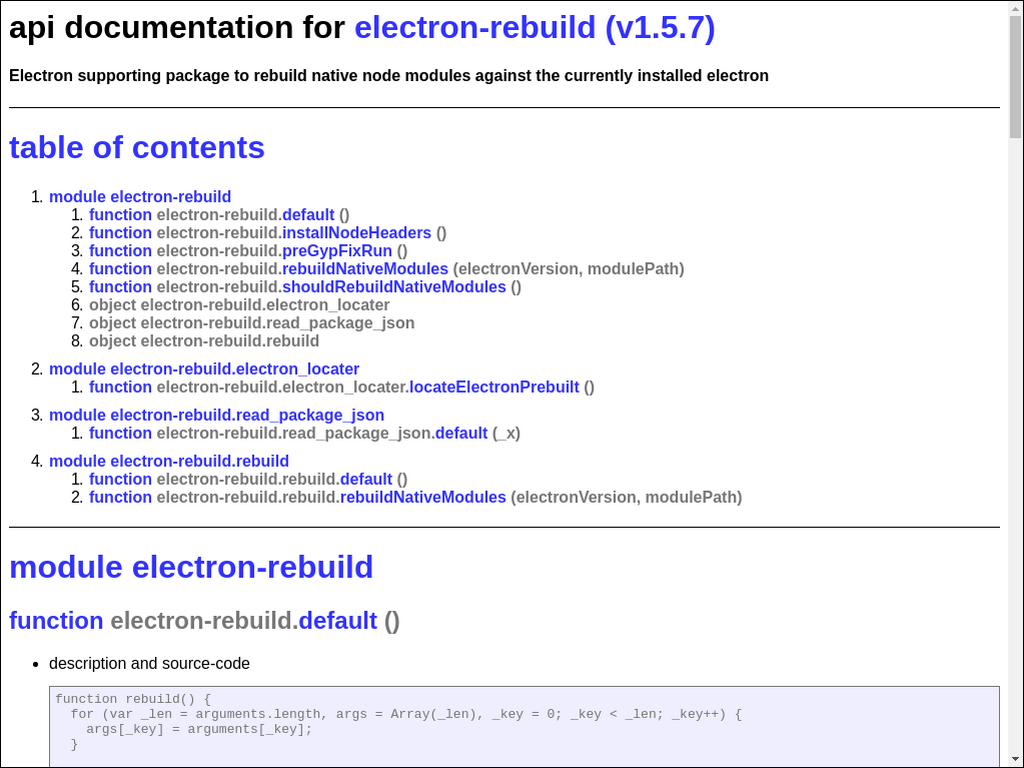 api documentation for electron-rebuild (v1.5.7)
Electron supporting package to rebuild native node modules against the currently installed electron
table of contents
1. module electron-rebuild
1. function electron-rebuild.default ()
2. function electron-rebuild.installNodeHeaders ()
3. function electron-rebuild.preGypFixRun ()
4. function electron-rebuild.rebuildNativeModules (electronVersion, modulePath)
5. function electron-rebuild.shouldRebuildNativeModules ()
6. object electron-rebuild.electron_locater
7. object electron-rebuild.read_package_json
8. object electron-rebuild.rebuild
2. module electron-rebuild.electron_locater
1. function electron-rebuild.electron_locater.locateElectronPrebuilt ()
3. module electron-rebuild.read_package_json
1. function electron-rebuild.read_package_json.default (_x)
4. module electron-rebuild.rebuild
1. function electron-rebuild.rebuild.default ()
2. function electron-rebuild.rebuild.rebuildNativeModules (electronVersion, modulePath)
module electron-rebuild
function electron-rebuild.default ()
• description and source-code
function rebuild() {
  for (var _len = arguments.length, args = Array(_len), _key = 0; _key < _len; _key++) {
    args[_key] = arguments[_key];
  }